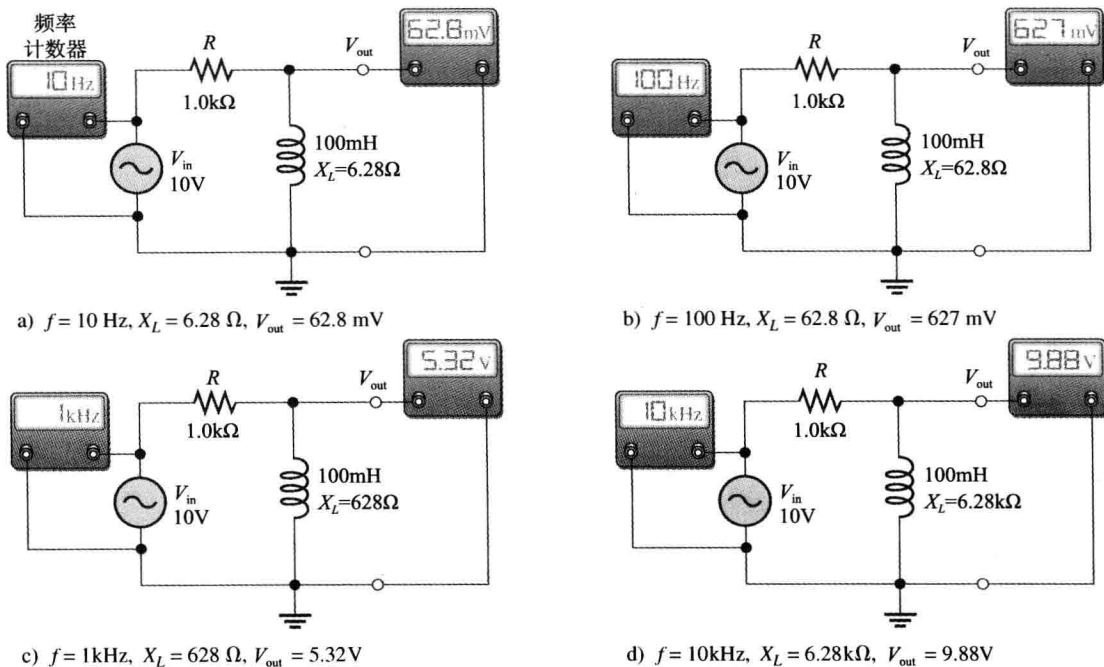 频率
计数器
10Hz
R
1.0kΩ
V_out
62.8mV
V_in
10V
100mH
X_L=6.28Ω
a) f = 10 Hz, X_L = 6.28 Ω, V_out = 62.8 mV
100Hz
R
1.0kΩ
V_out
627mV
V_in
10V
100mH
X_L=62.8Ω
b) f = 100 Hz, X_L = 62.8 Ω, V_out = 627 mV
1kHz
R
1.0kΩ
V_out
5.32V
V_in
10V
100mH
X_L=628Ω
c) f = 1kHz, X_L = 628 Ω, V_out = 5.32V
10kHz
R
1.0kΩ
V_out
9.88V
V_in
10V
100mH
X_L=6.28kΩ
d) f = 10kHz, X_L = 6.28kΩ, V_out = 9.88V